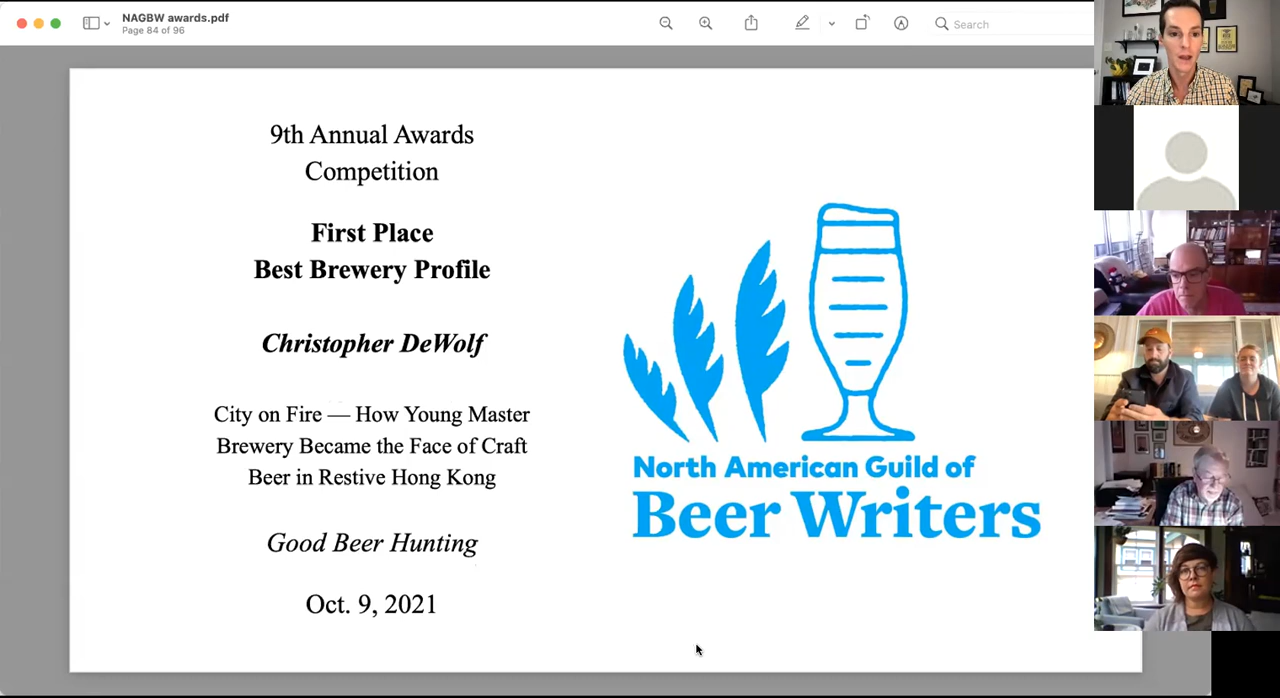 NAGBW awards.pdf
Page 84 of 96
Search
9th Annual Awards
Competition
First Place
Best Brewery Profile
Christopher DeWolf
City on Fire — How Young Master
Brewery Became the Face of Craft
Beer in Restive Hong Kong
Good Beer Hunting
Oct. 9, 2021
North American Guild of
Beer Writers